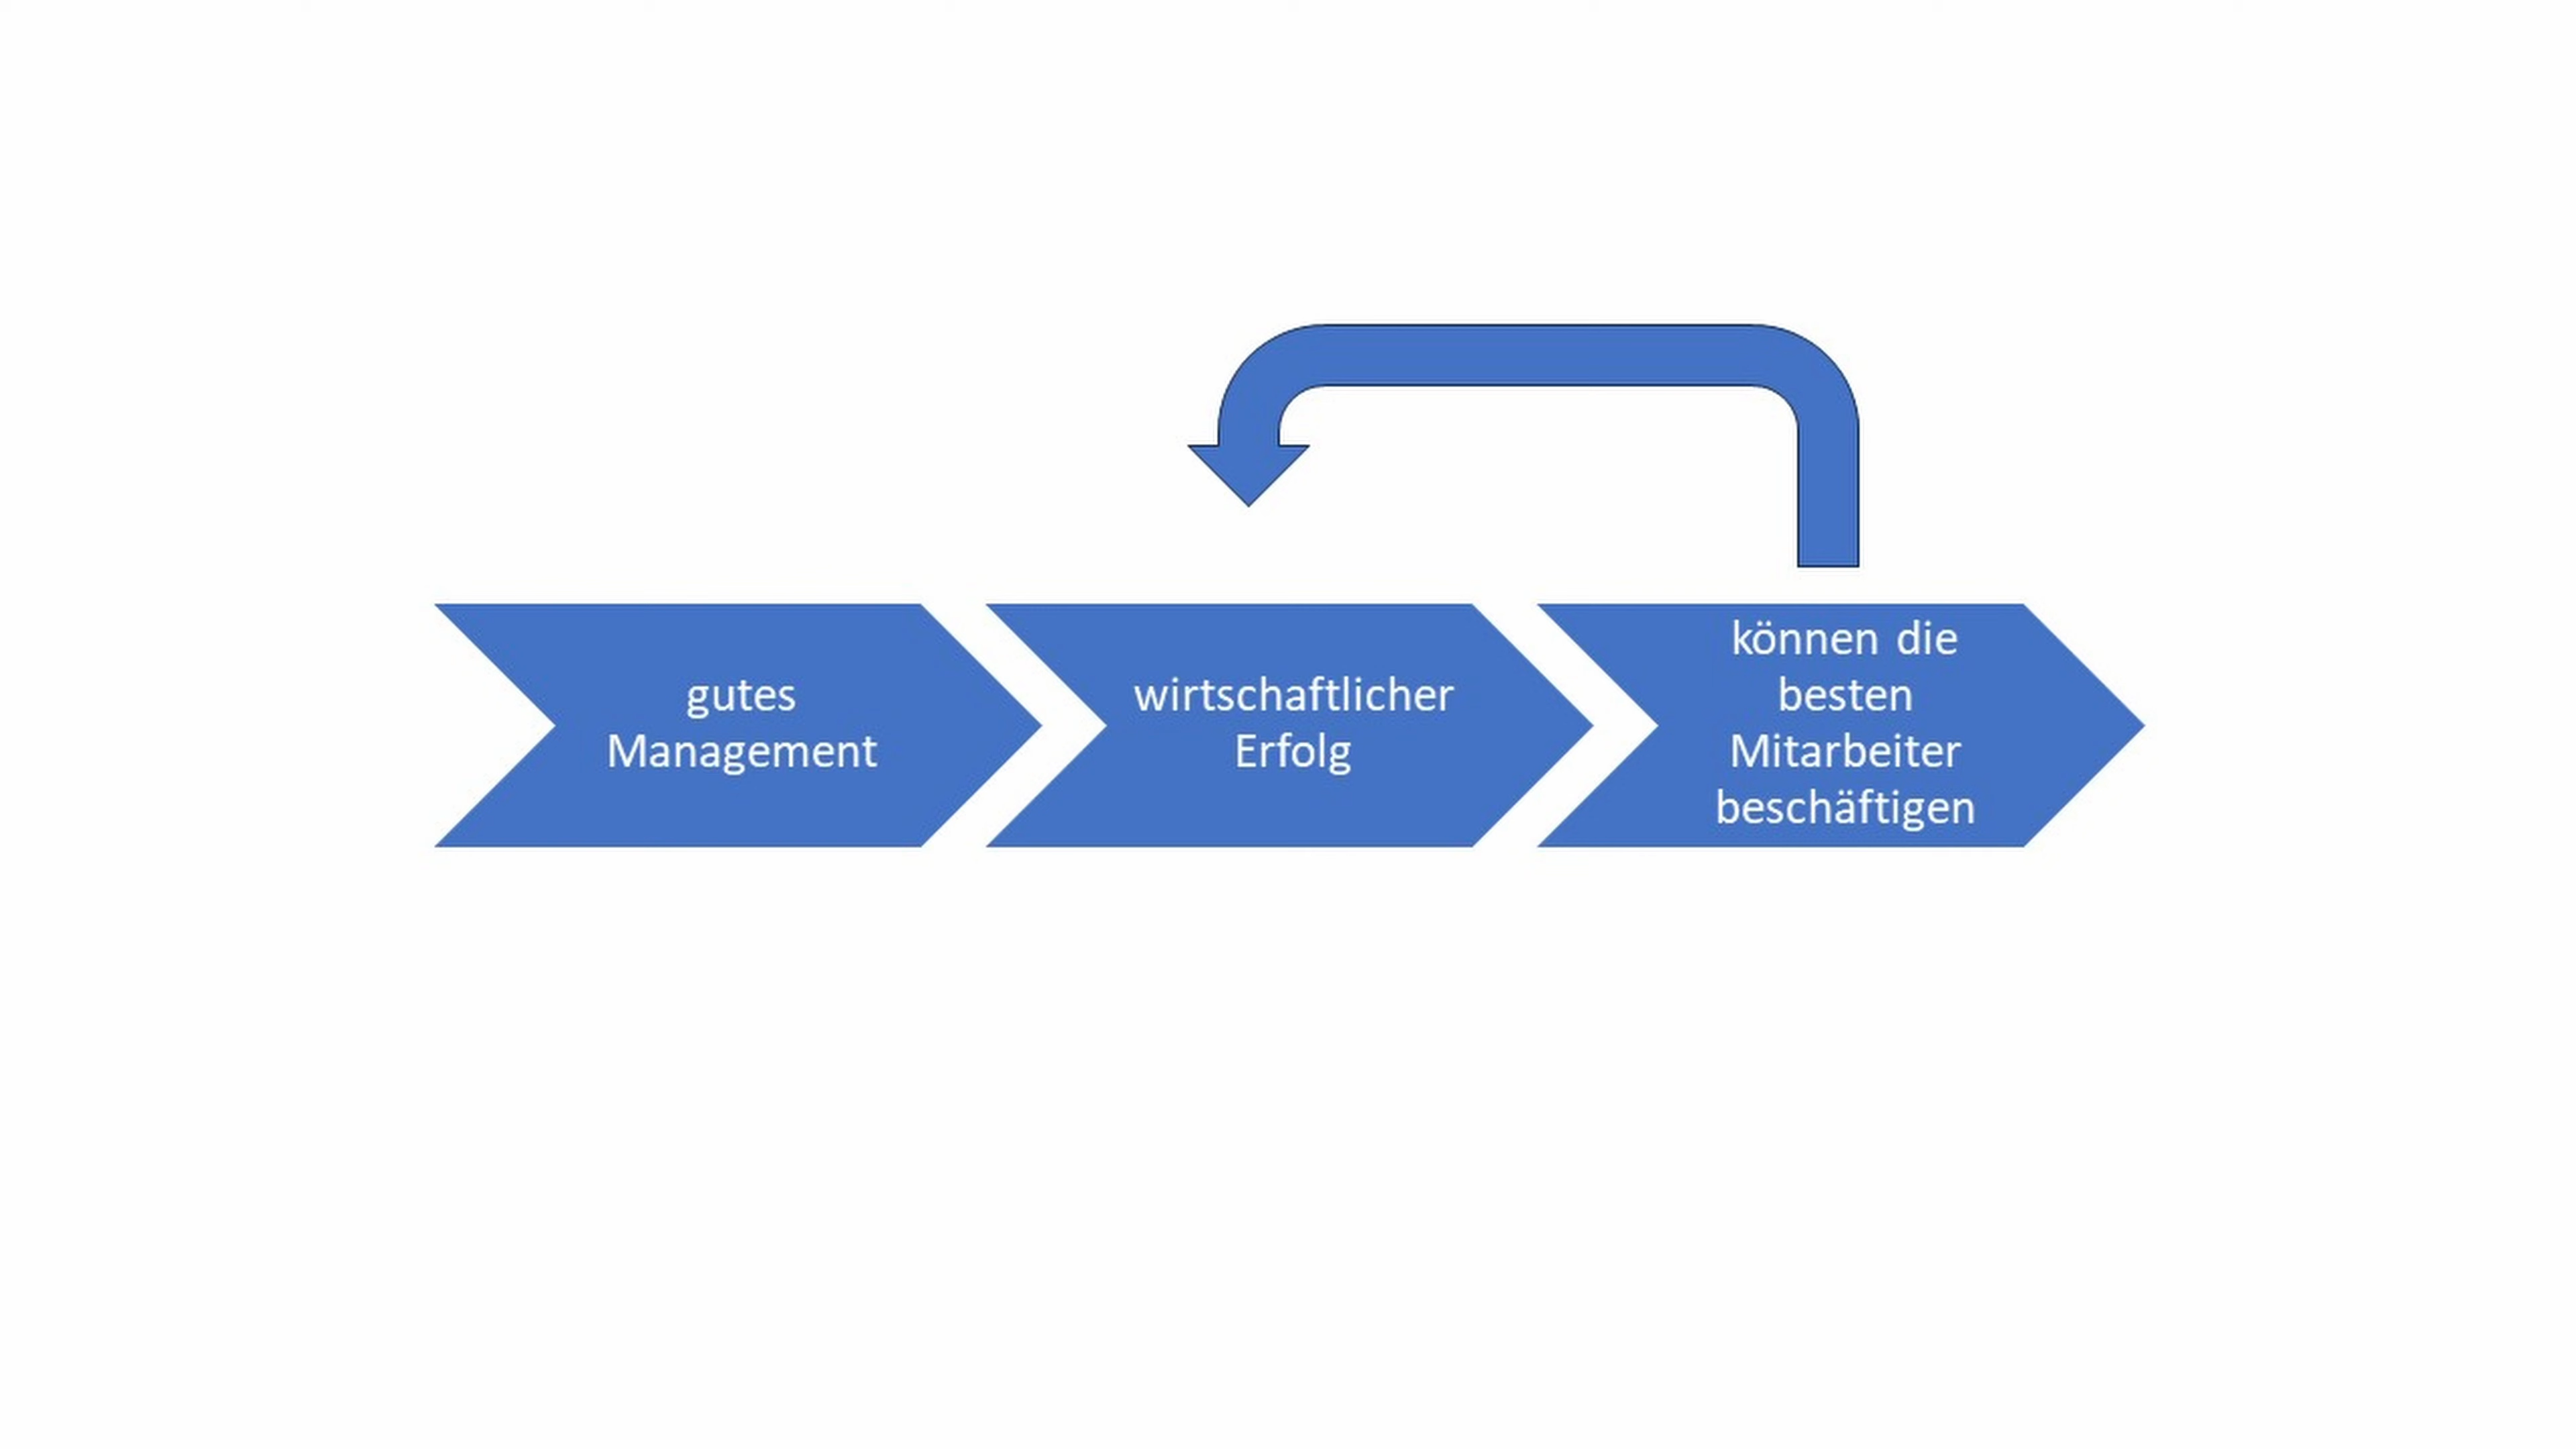 gutes
Management
wirtschaftlicher
Erfolg
können die
besten
Mitarbeiter
beschäftigen